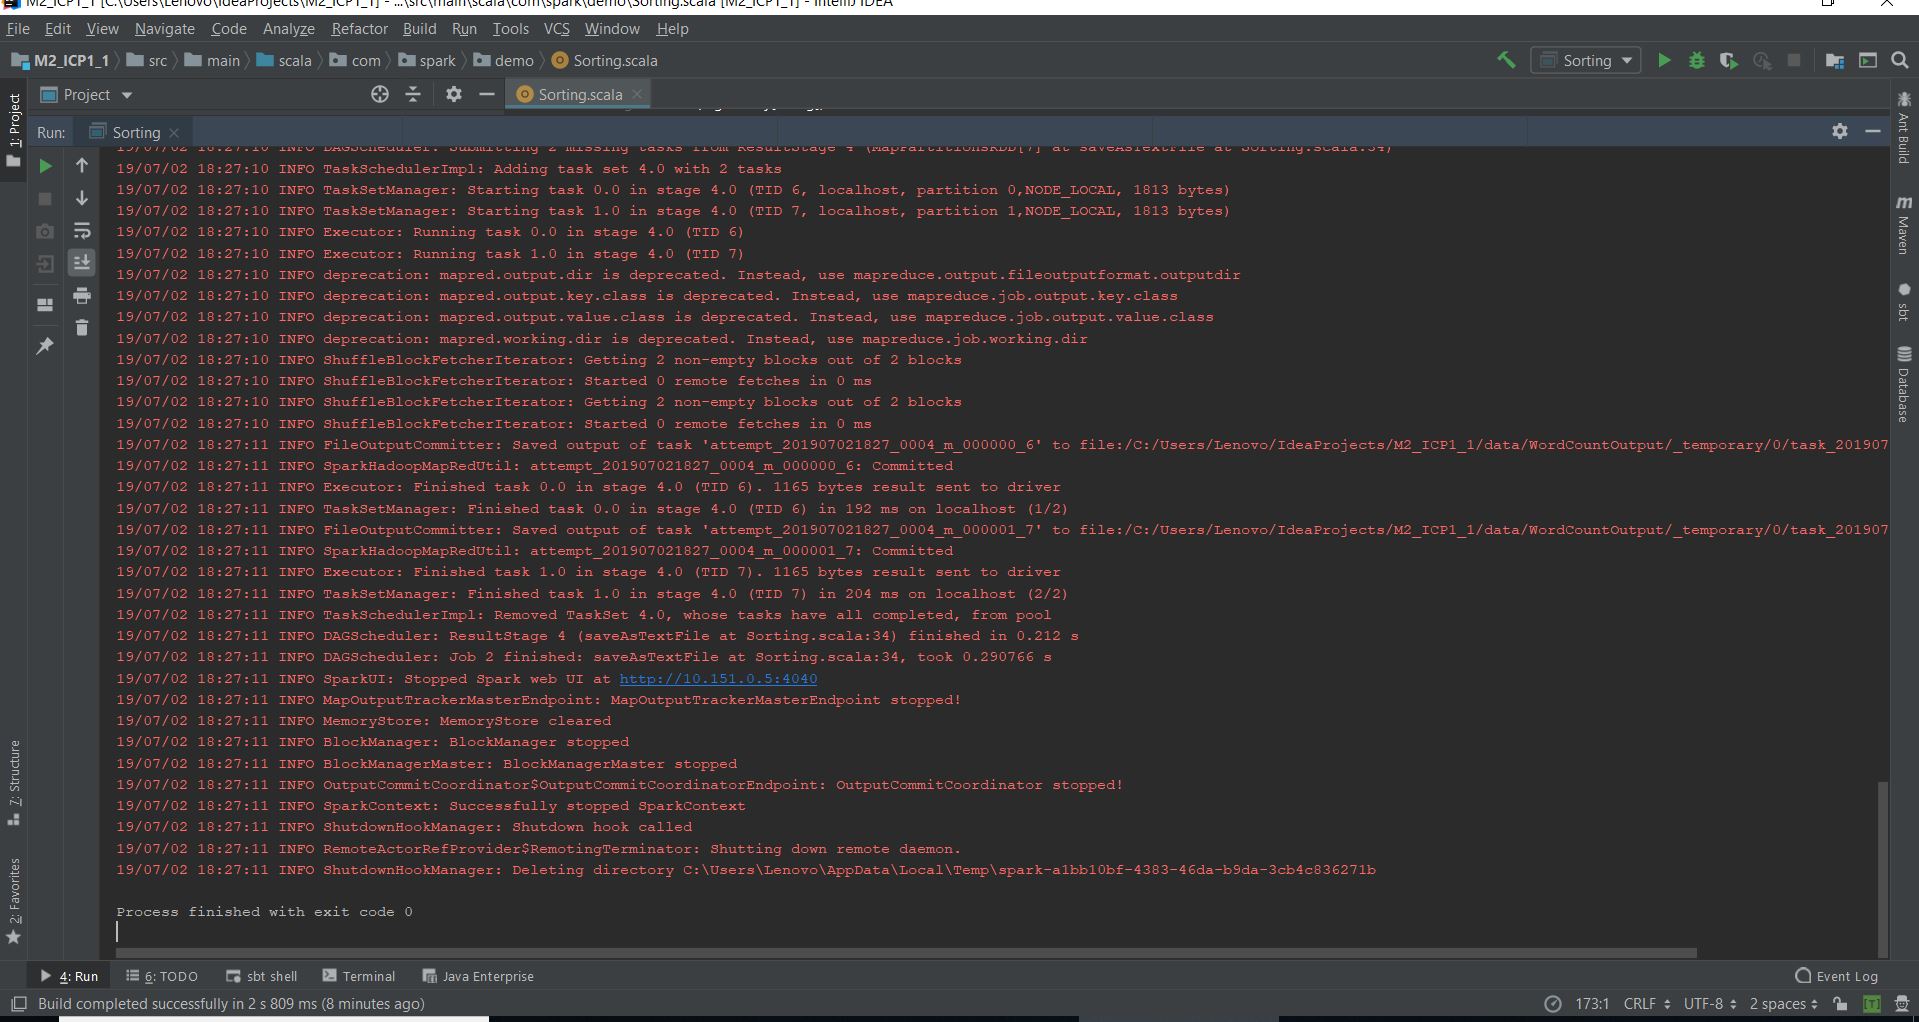 M2_ICP1_1 [C:\Users\Lenovo\IdeaProjects\M2_ICP1_1] - ...\src\main\scala\com\spark\demo\Sorting.scala [M2_ICP1_1] - IntelliJ IDEA
File Edit View Navigate Code Analyze Refactor Build Run Tools VCS Window Help
M2_ICP1_1 src main scala com spark demo Sorting.scala Sorting
Project Sorting.scala
Run: Sorting
19/07/02 18:27:10 INFO DAGScheduler: Submitting 2 missing tasks from ResultStage 4 (MapPartitionsRDD[7] at saveAsTextFile at Sorting.scala:34)
19/07/02 18:27:10 INFO TaskSchedulerImpl: Adding task set 4.0 with 2 tasks
19/07/02 18:27:10 INFO TaskSetManager: Starting task 0.0 in stage 4.0 (TID 6, localhost, partition 0,NODE_LOCAL, 1813 bytes)
19/07/02 18:27:10 INFO TaskSetManager: Starting task 1.0 in stage 4.0 (TID 7, localhost, partition 1,NODE_LOCAL, 1813 bytes)
19/07/02 18:27:10 INFO Executor: Running task 0.0 in stage 4.0 (TID 6)
19/07/02 18:27:10 INFO Executor: Running task 1.0 in stage 4.0 (TID 7)
19/07/02 18:27:10 INFO deprecation: mapred.output.dir is deprecated. Instead, use mapreduce.output.fileoutputformat.outputdir
19/07/02 18:27:10 INFO deprecation: mapred.output.key.class is deprecated. Instead, use mapreduce.job.output.key.class
19/07/02 18:27:10 INFO deprecation: mapred.output.value.class is deprecated. Instead, use mapreduce.job.output.value.class
19/07/02 18:27:10 INFO deprecation: mapred.working.dir is deprecated. Instead, use mapreduce.job.working.dir
19/07/02 18:27:10 INFO ShuffleBlockFetcherIterator: Getting 2 non-empty blocks out of 2 blocks
19/07/02 18:27:10 INFO ShuffleBlockFetcherIterator: Started 0 remote fetches in 0 ms
19/07/02 18:27:10 INFO ShuffleBlockFetcherIterator: Getting 2 non-empty blocks out of 2 blocks
19/07/02 18:27:10 INFO ShuffleBlockFetcherIterator: Started 0 remote fetches in 0 ms
19/07/02 18:27:11 INFO FileOutputCommitter: Saved output of task 'attempt_201907021827_0004_m_000000_6' to file:/C:/Users/Lenovo/IdeaProjects/M2_ICP1_1/data/WordCountOutput/_temporary/0/task_201907
19/07/02 18:27:11 INFO SparkHadoopMapRedUtil: attempt_201907021827_0004_m_000000_6: Committed
19/07/02 18:27:11 INFO Executor: Finished task 0.0 in stage 4.0 (TID 6). 1165 bytes result sent to driver
19/07/02 18:27:11 INFO TaskSetManager: Finished task 0.0 in stage 4.0 (TID 6) in 192 ms on localhost (1/2)
19/07/02 18:27:11 INFO FileOutputCommitter: Saved output of task 'attempt_201907021827_0004_m_000001_7' to file:/C:/Users/Lenovo/IdeaProjects/M2_ICP1_1/data/WordCountOutput/_temporary/0/task_201907
19/07/02 18:27:11 INFO SparkHadoopMapRedUtil: attempt_201907021827_0004_m_000001_7: Committed
19/07/02 18:27:11 INFO Executor: Finished task 1.0 in stage 4.0 (TID 7). 1165 bytes result sent to driver
19/07/02 18:27:11 INFO TaskSetManager: Finished task 1.0 in stage 4.0 (TID 7) in 204 ms on localhost (2/2)
19/07/02 18:27:11 INFO TaskSchedulerImpl: Removed TaskSet 4.0, whose tasks have all completed, from pool
19/07/02 18:27:11 INFO DAGScheduler: ResultStage 4 (saveAsTextFile at Sorting.scala:34) finished in 0.212 s
19/07/02 18:27:11 INFO DAGScheduler: Job 2 finished: saveAsTextFile at Sorting.scala:34, took 0.290766 s
19/07/02 18:27:11 INFO SparkUI: Stopped Spark web UI at http://10.151.0.5:4040
19/07/02 18:27:11 INFO MapOutputTrackerMasterEndpoint: MapOutputTrackerMasterEndpoint stopped!
19/07/02 18:27:11 INFO MemoryStore: MemoryStore cleared
19/07/02 18:27:11 INFO BlockManager: BlockManager stopped
19/07/02 18:27:11 INFO BlockManagerMaster: BlockManagerMaster stopped
19/07/02 18:27:11 INFO OutputCommitCoordinator$OutputCommitCoordinatorEndpoint: OutputCommitCoordinator stopped!
19/07/02 18:27:11 INFO SparkContext: Successfully stopped SparkContext
19/07/02 18:27:11 INFO ShutdownHookManager: Shutdown hook called
19/07/02 18:27:11 INFO RemoteActorRefProvider$RemotingTerminator: Shutting down remote daemon.
19/07/02 18:27:11 INFO ShutdownHookManager: Deleting directory C:\Users\Lenovo\AppData\Local\Temp\spark-a1bb10bf-4383-46da-b9da-3cb4c836271b
Process finished with exit code 0
1: Project
7: Structure
2: Favorites
Ant Build
m Maven
sbt
Database
4: Run 6: TODO sbt shell Terminal Java Enterprise Event Log
Build completed successfully in 2 s 809 ms (8 minutes ago) 173:1 CRLF UTF-8 2 spaces [T]